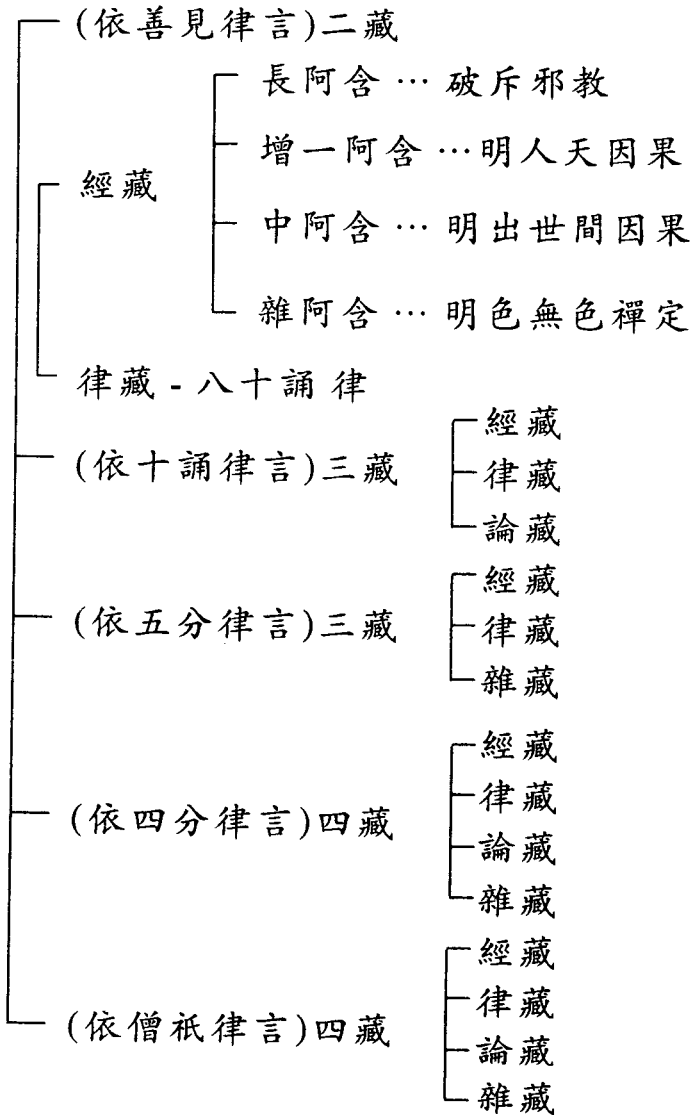 (依善見律言)二藏
長阿含 … 破斥邪教
增一阿含 …明人天因果
經藏
中阿含 … 明出世間因果
雜阿含 … 明色無色禪定
律藏 - 八十誦 律
經藏
(依十誦律言)三藏
律藏
論藏
經藏
(依五分律言)三藏
律藏
雜藏
經藏
律藏
(依四分律言)四藏
論藏
雜藏
經藏
律藏
(依僧祇律言)四藏
論藏
雜藏